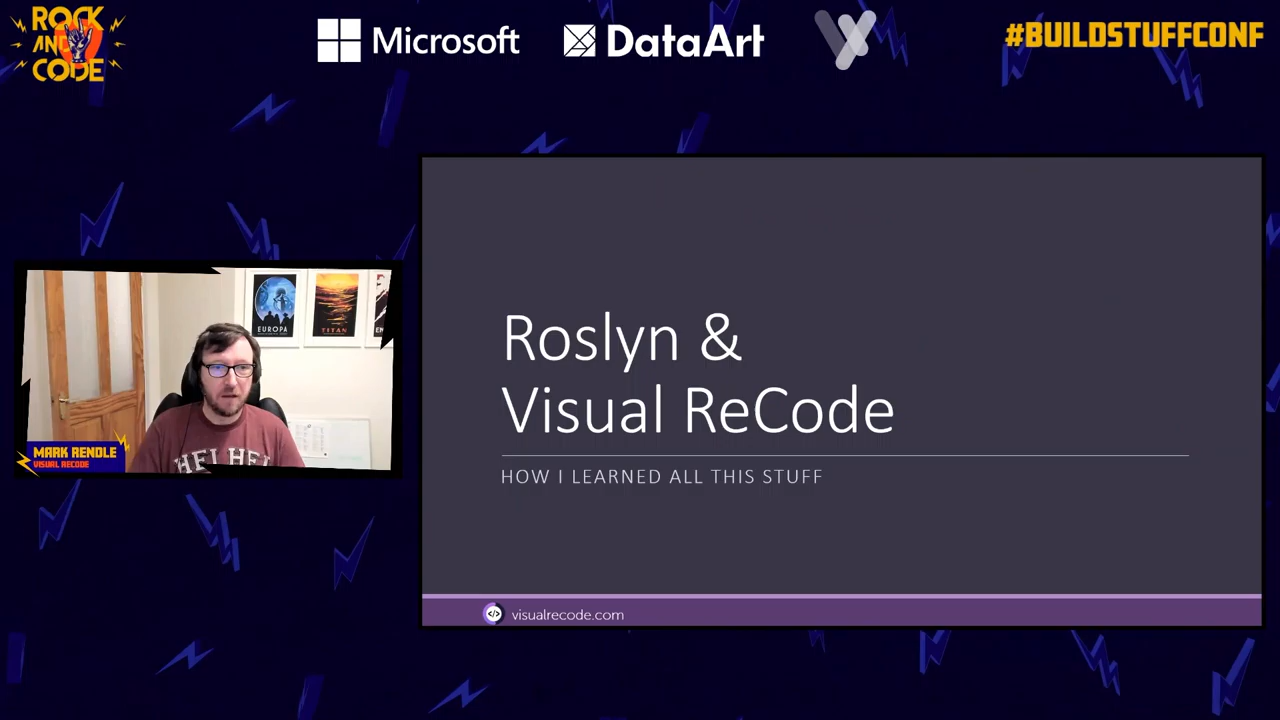 ROCK
AND
CODE
Microsoft
DataArt
#BUILDSTUFFCONF
EUROPA
TITAN
EN
MARK RENDLE
VISUAL RECODE
Roslyn &
Visual ReCode
HOW I LEARNED ALL THIS STUFF
</> visualrecode.com